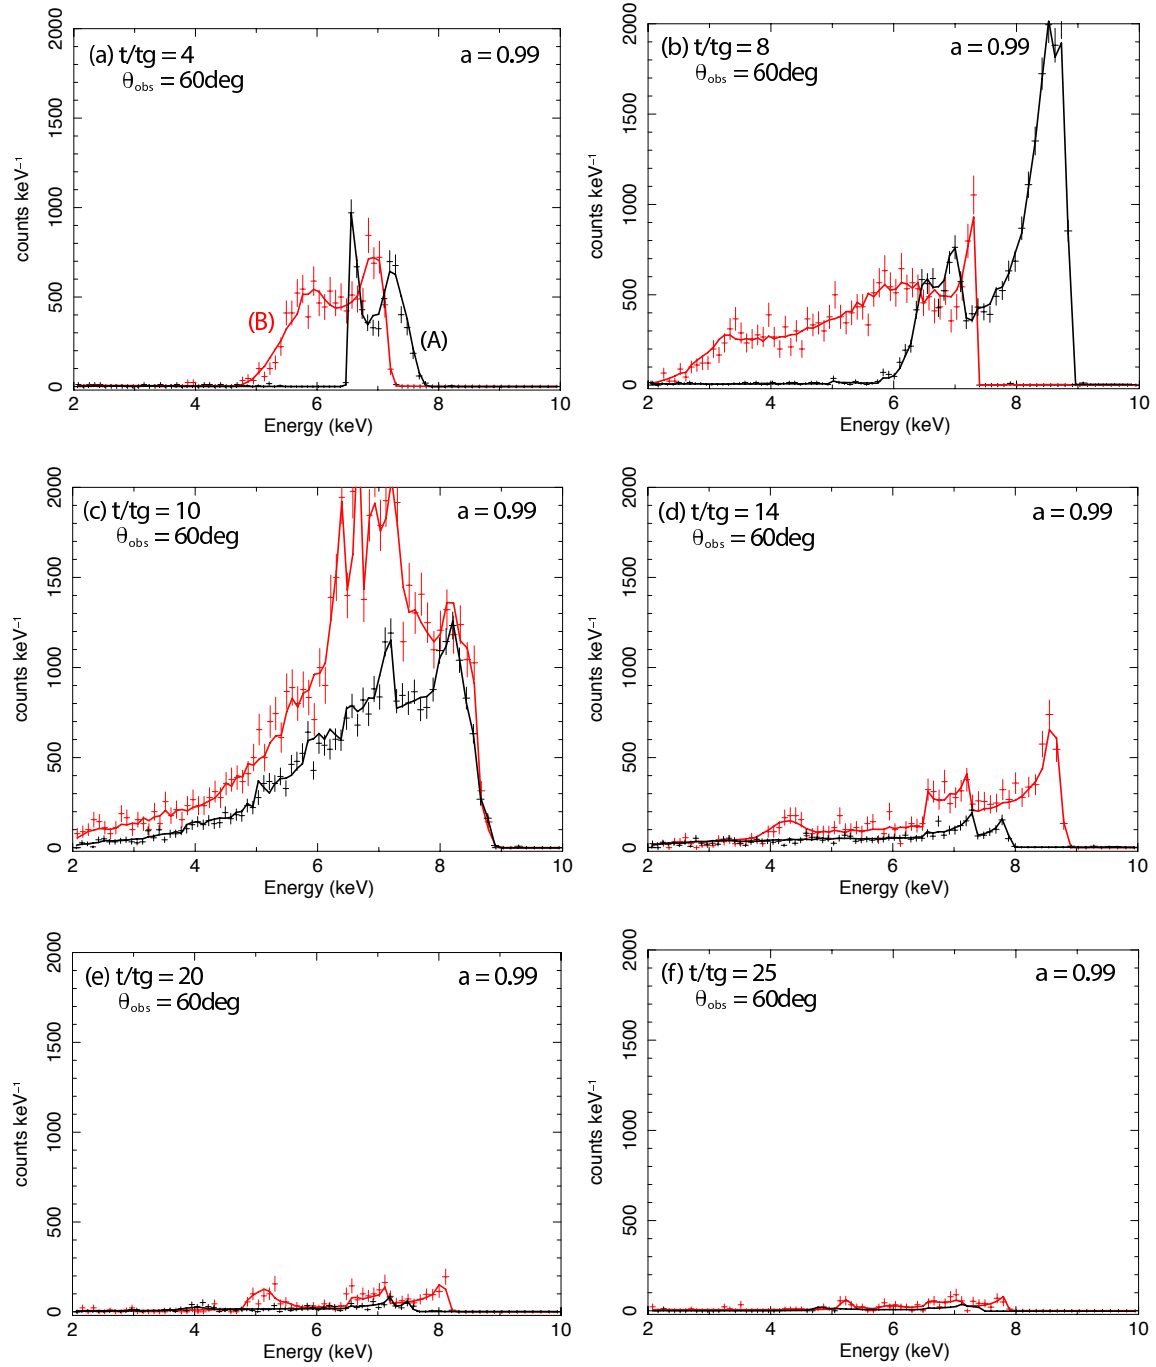 (a) t/tg = 4 a = 0.99
θobs = 60deg
(B)
(A)
counts keV⁻¹
0 500 1000 1500 2000
2 4 6 8 10
Energy (keV)
(b) t/tg = 8 a = 0.99
θobs = 60deg
counts keV⁻¹
0 500 1000 1500 2000
2 4 6 8 10
Energy (keV)
(c) t/tg = 10 a = 0.99
θobs = 60deg
counts keV⁻¹
0 500 1000 1500 2000
2 4 6 8 10
Energy (keV)
(d) t/tg = 14 a = 0.99
θobs = 60deg
counts keV⁻¹
0 500 1000 1500 2000
2 4 6 8 10
Energy (keV)
(e) t/tg = 20 a = 0.99
θobs = 60deg
counts keV⁻¹
0 500 1000 1500 2000
2 4 6 8 10
Energy (keV)
(f) t/tg = 25 a = 0.99
θobs = 60deg
counts keV⁻¹
0 500 1000 1500 2000
2 4 6 8 10
Energy (keV)